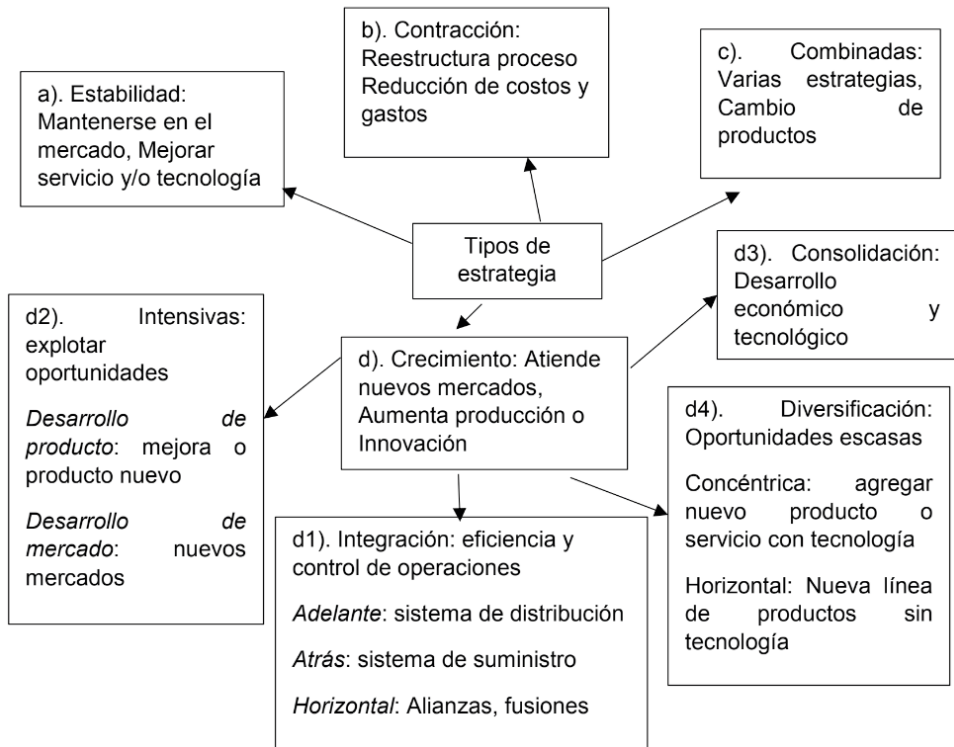 b). Contracción:
Reestructura proceso
Reducción de costos y
gastos
c). Combinadas:
Varias estrategias,
Cambio de
productos
a). Estabilidad:
Mantenerse en el
mercado, Mejorar
servicio y/o tecnología
Tipos de
estrategia
d3). Consolidación:
Desarrollo
económico y
tecnológico
d2). Intensivas:
explotar
oportunidades
Desarrollo de
producto: mejora o
producto nuevo
Desarrollo de
mercado: nuevos
mercados
d). Crecimiento: Atiende
nuevos mercados,
Aumenta producción o
Innovación
d4). Diversificación:
Oportunidades escasas
Concéntrica: agregar
nuevo producto o
servicio con tecnología
Horizontal: Nueva línea
de productos sin
tecnología
d1). Integración: eficiencia y
control de operaciones
Adelante: sistema de distribución
Atrás: sistema de suministro
Horizontal: Alianzas, fusiones